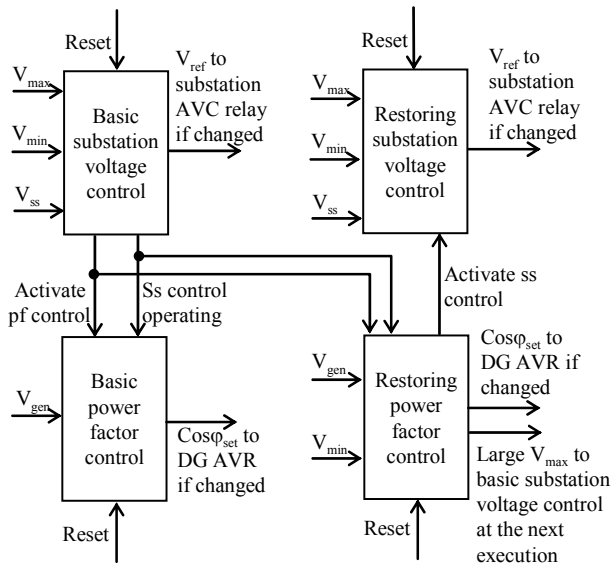 Reset
V_max
V_min
V_ss
Basic
substation
voltage
control
V_ref to
substation
AVC relay
if changed
Reset
V_max
V_min
V_ss
Restoring
substation
voltage
control
V_ref to
substation
AVC relay
if changed
Activate
pf control
Ss control
operating
Activate ss
control
V_gen
Basic
power
factor
control
Cosφ_set to
DG AVR
if changed
Reset
V_gen
V_min
Restoring
power
factor
control
Cosφ_set to
DG AVR if
changed
Large V_max to
basic substation
voltage control
at the next
execution
Reset